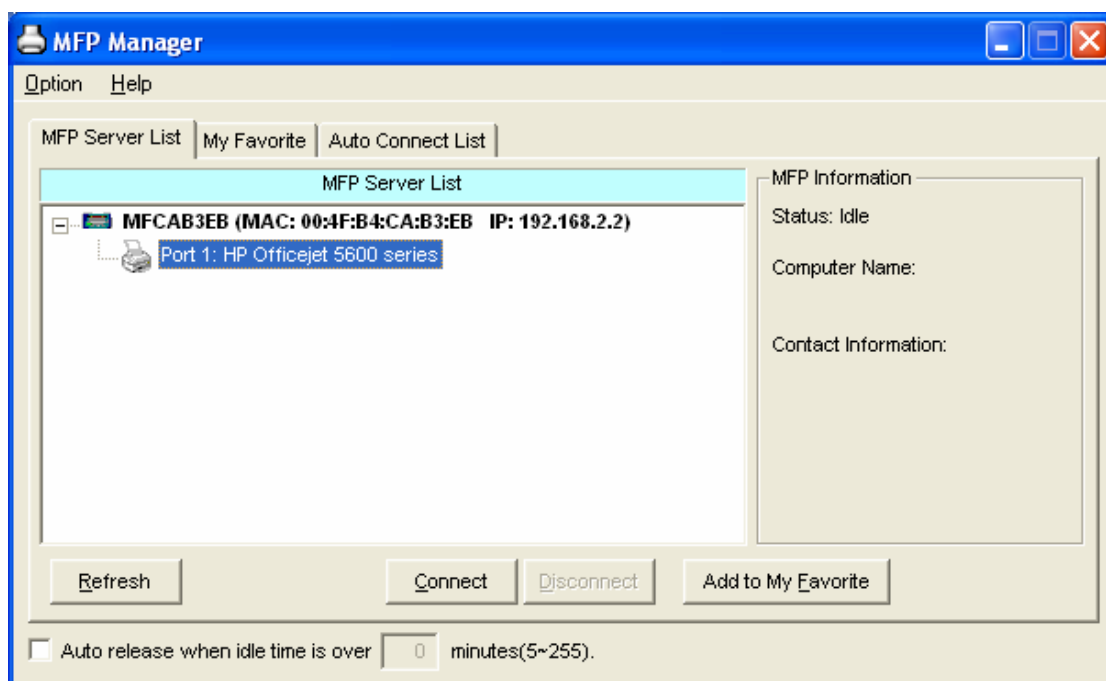 MFP Manager
Option Help
MFP Server List My Favorite Auto Connect List
MFP Server List
MFCAB3EB (MAC: 00:4F:B4:CA:B3:EB IP: 192.168.2.2)
Port 1: HP Officejet 5600 series
MFP Information
Status: Idle
Computer Name:
Contact Information:
Refresh Connect Disconnect Add to My Favorite
Auto release when idle time is over 0 minutes(5~255).